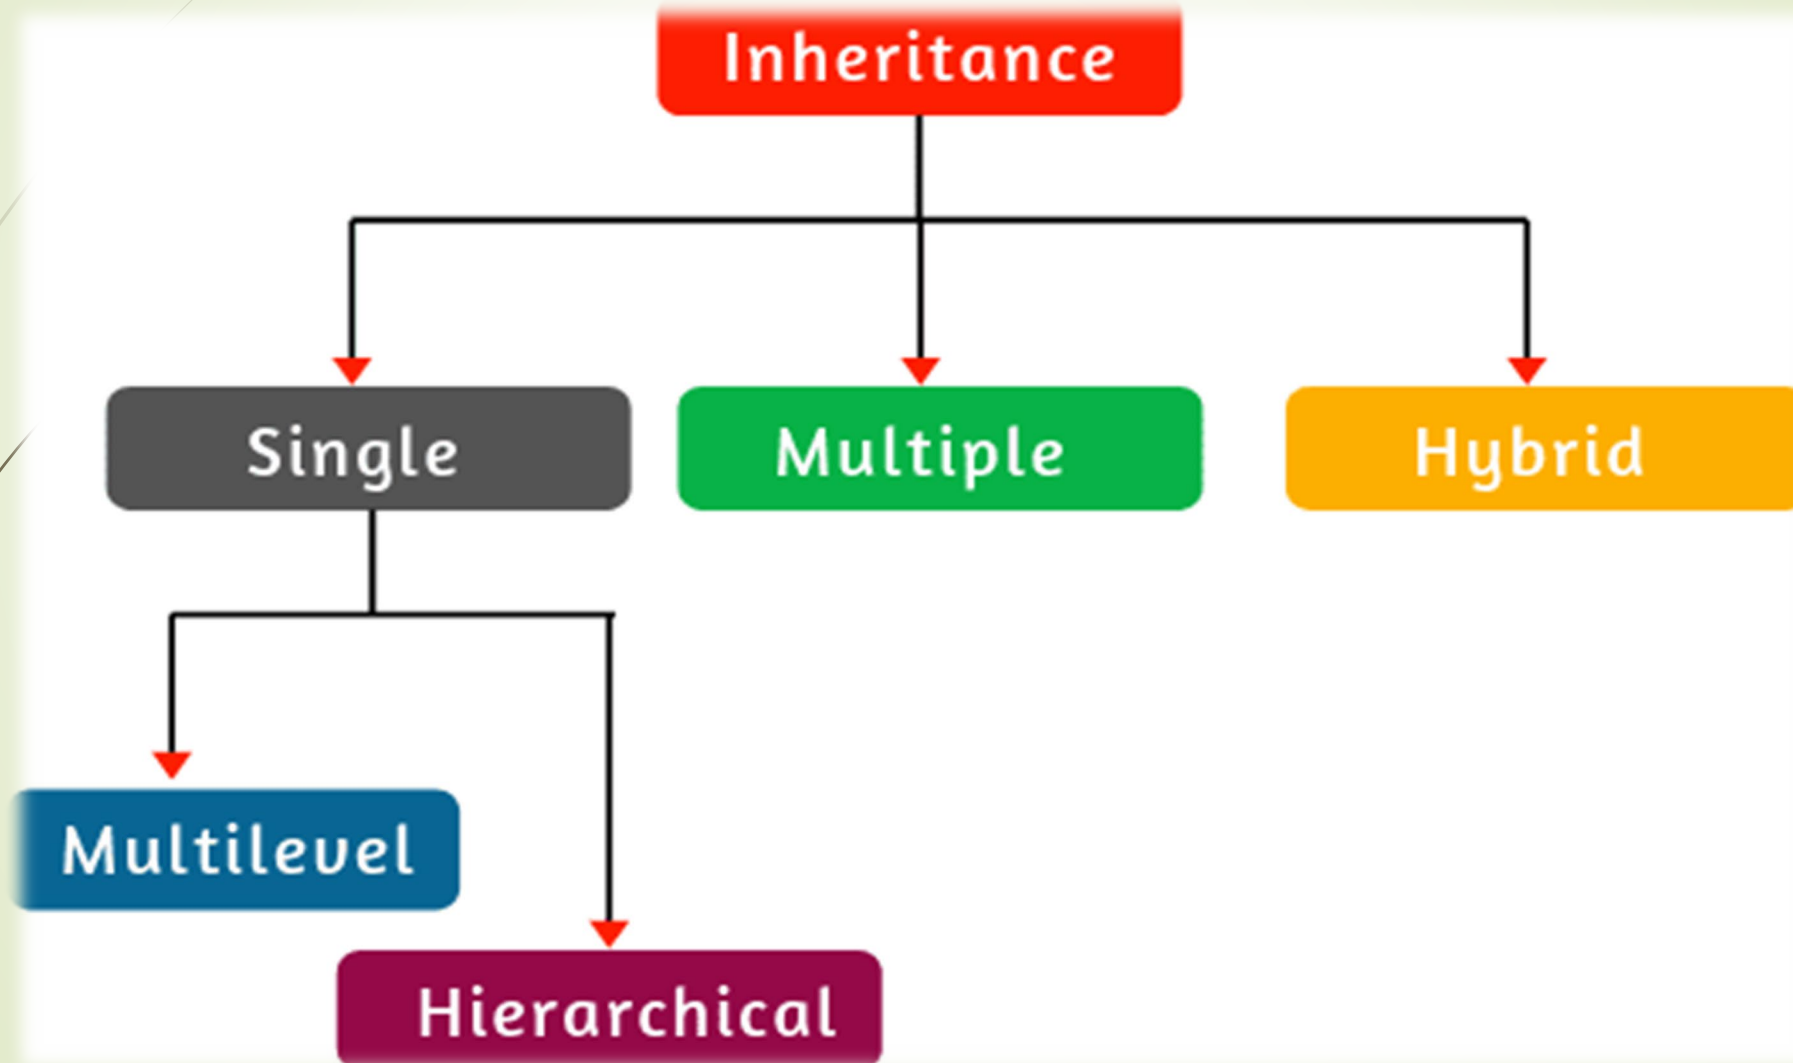 Inheritance
Single
Multiple
Hybrid
Multilevel
Hierarchical